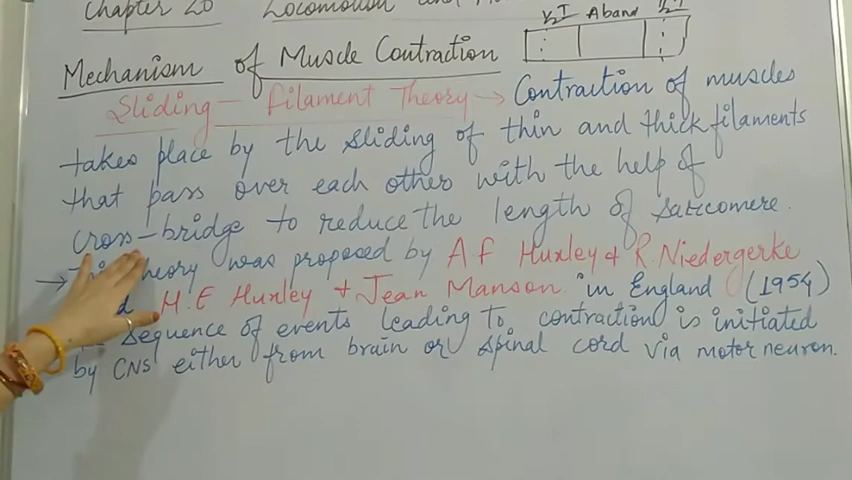 Chapter 20 Locomotion and
½I A band ½I
Mechanism of Muscle Contraction
Sliding - Filament Theory → Contraction of muscles
takes place by the sliding of thin and thick filaments
that pass over each other with the help of
cross-bridge to reduce the length of sarcomere.
→ theory was proposed by A F Huxley & R. Niedergerke
H.E Huxley & Jean Manson in England (1954)
Sequence of events leading to contraction is initiated
by CNS either from brain or spinal cord via motor neuron.